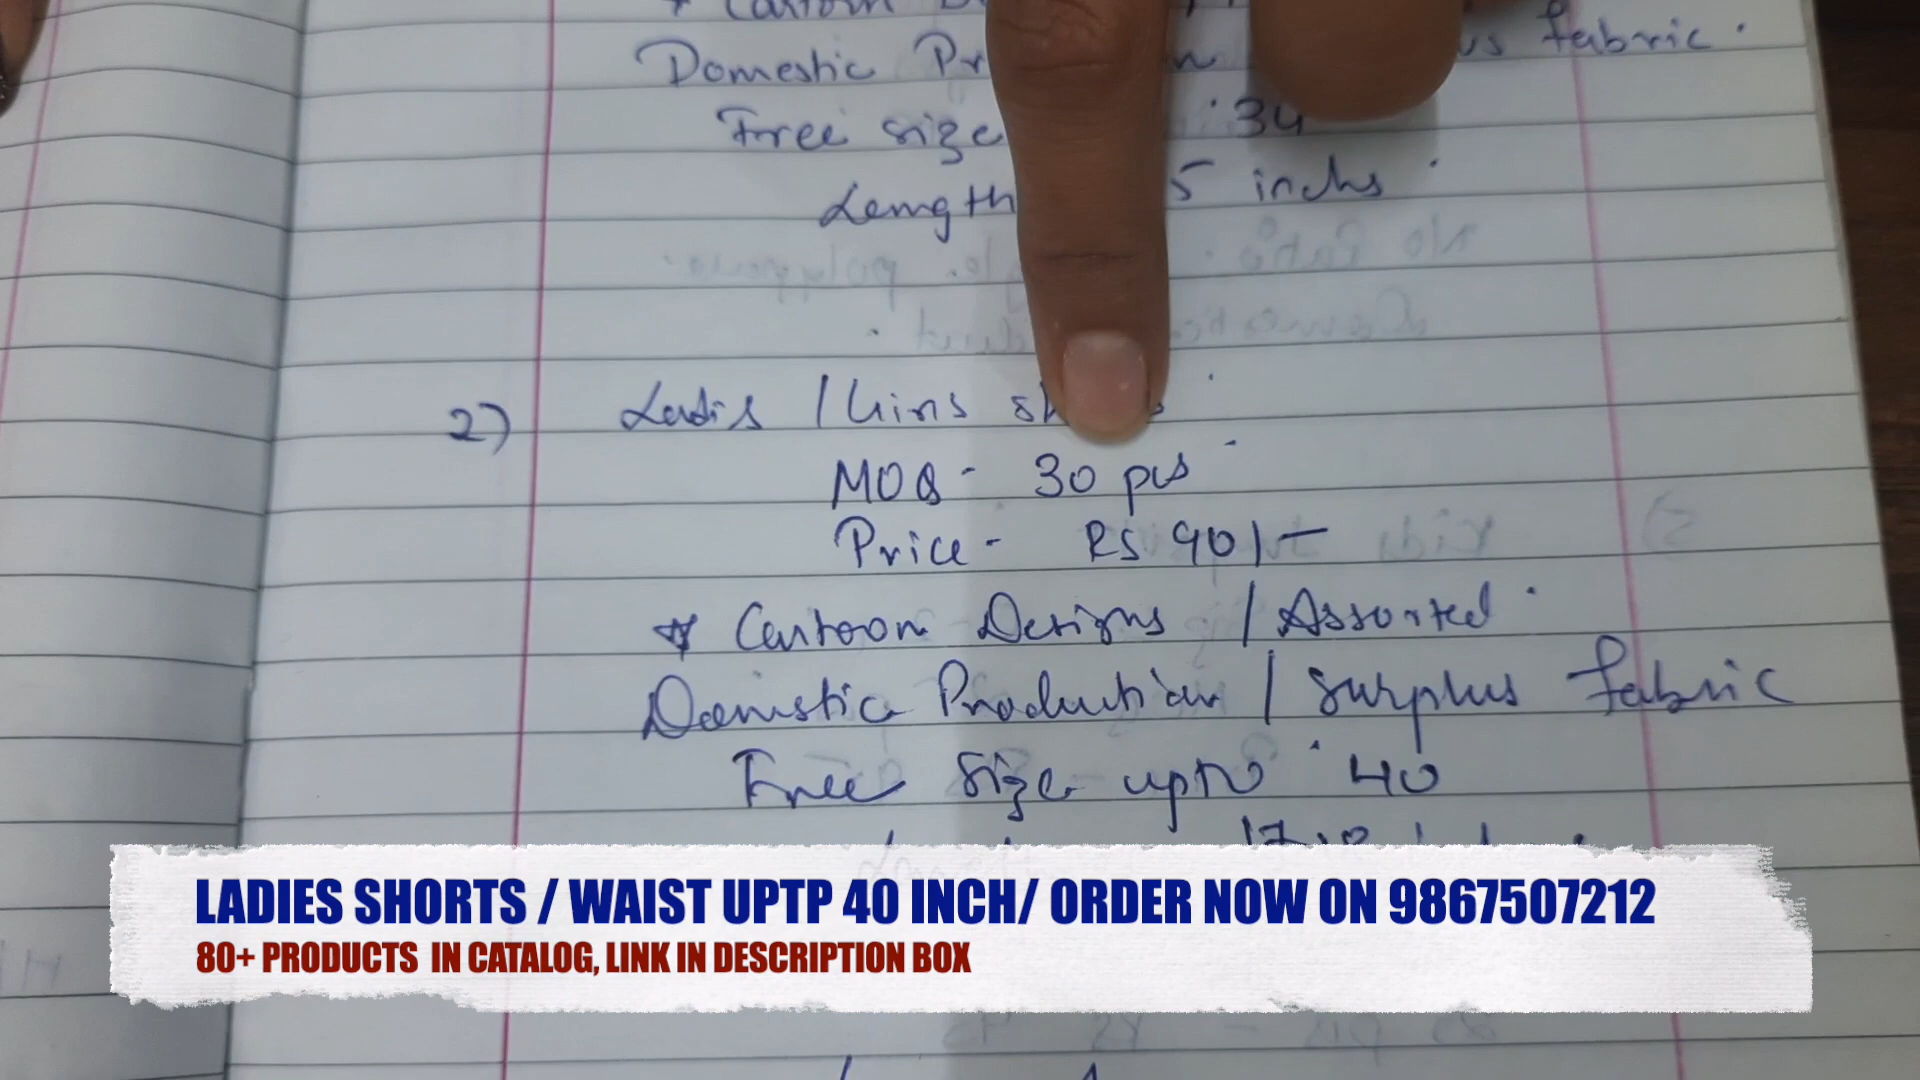 Domestic fabric.
Free size 34
Length 5 inchs
2) Ladis / Girls
MOQ - 30 pcs
Price - RS 90/-
* Cartoon Designs / Assorted
Domistic Production / Surplus fabric
Free Size upto 40
LADIES SHORTS / WAIST UPTP 40 INCH/ ORDER NOW ON 9867507212
80+ PRODUCTS IN CATALOG, LINK IN DESCRIPTION BOX